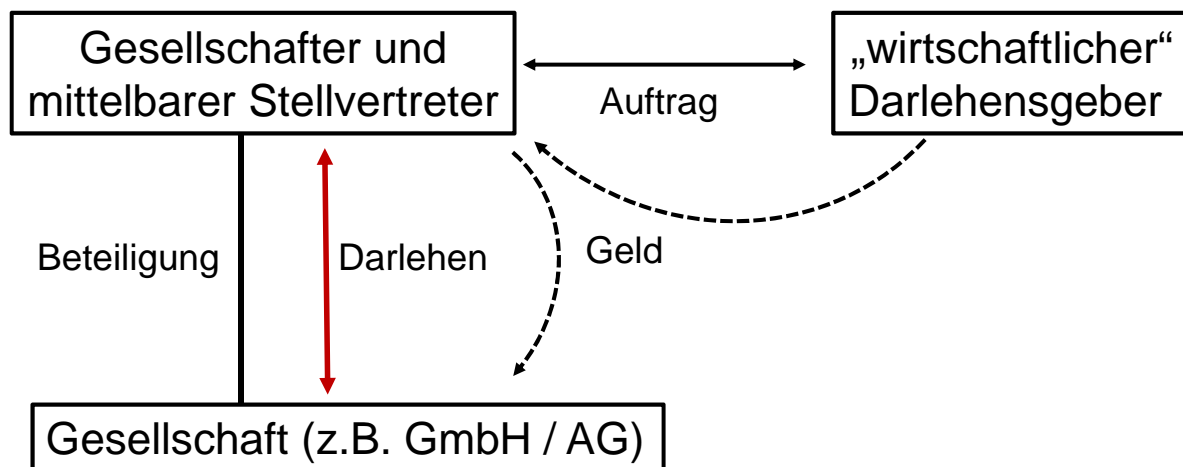 Gesellschafter und
mittelbarer Stellvertreter
„wirtschaftlicher“
Darlehensgeber
Auftrag
Beteiligung
Darlehen
Geld
Gesellschaft (z.B. GmbH / AG)